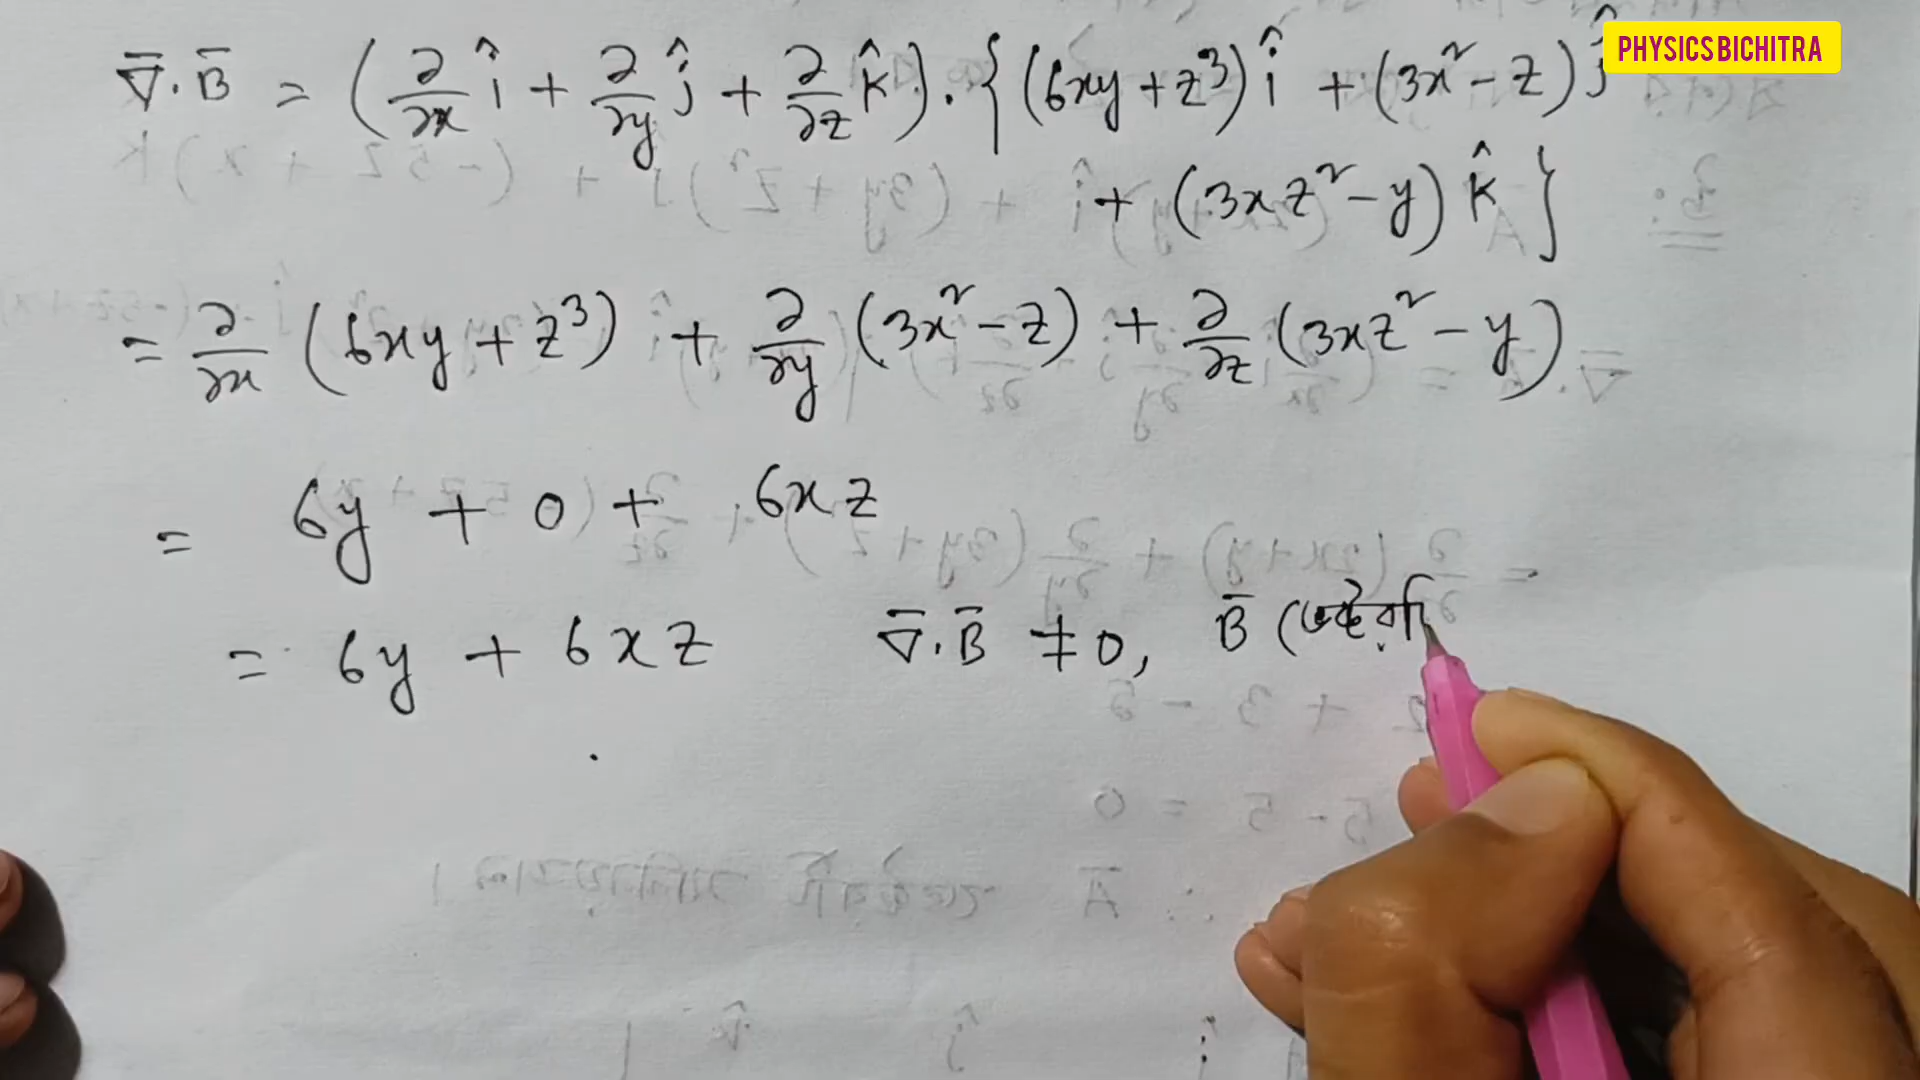 PHYSICS BICHITRA
∇̄.B̄ = (∂/∂x î + ∂/∂y ĵ + ∂/∂z k̂).{(6xy+z³)î + (3x²-z)ĵ
+ (3xz²-y)k̂}
= ∂/∂x (6xy+z³) + ∂/∂y (3x²-z) + ∂/∂z (3xz²-y)
= 6y + 0 + 6xz
= 6y + 6xz ∇̄.B̄ ≠0, B̄